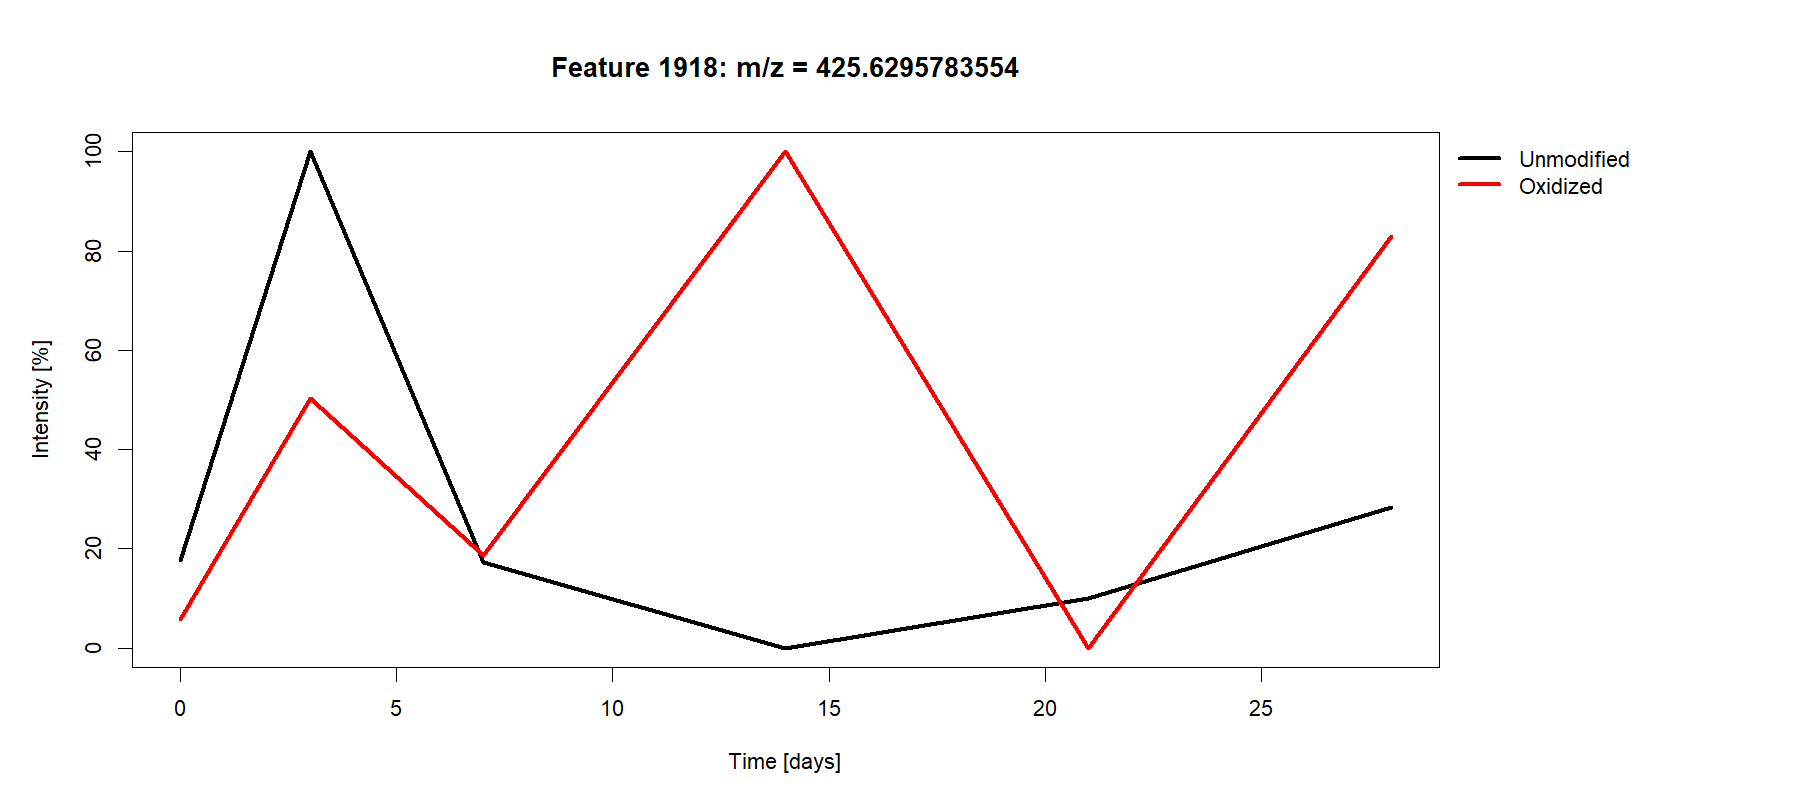 Feature 1918: m/z = 425.6295783554
Unmodified
Oxidized
Intensity [%]
100
80
60
40
20
0
0 5 10 15 20 25
Time [days]